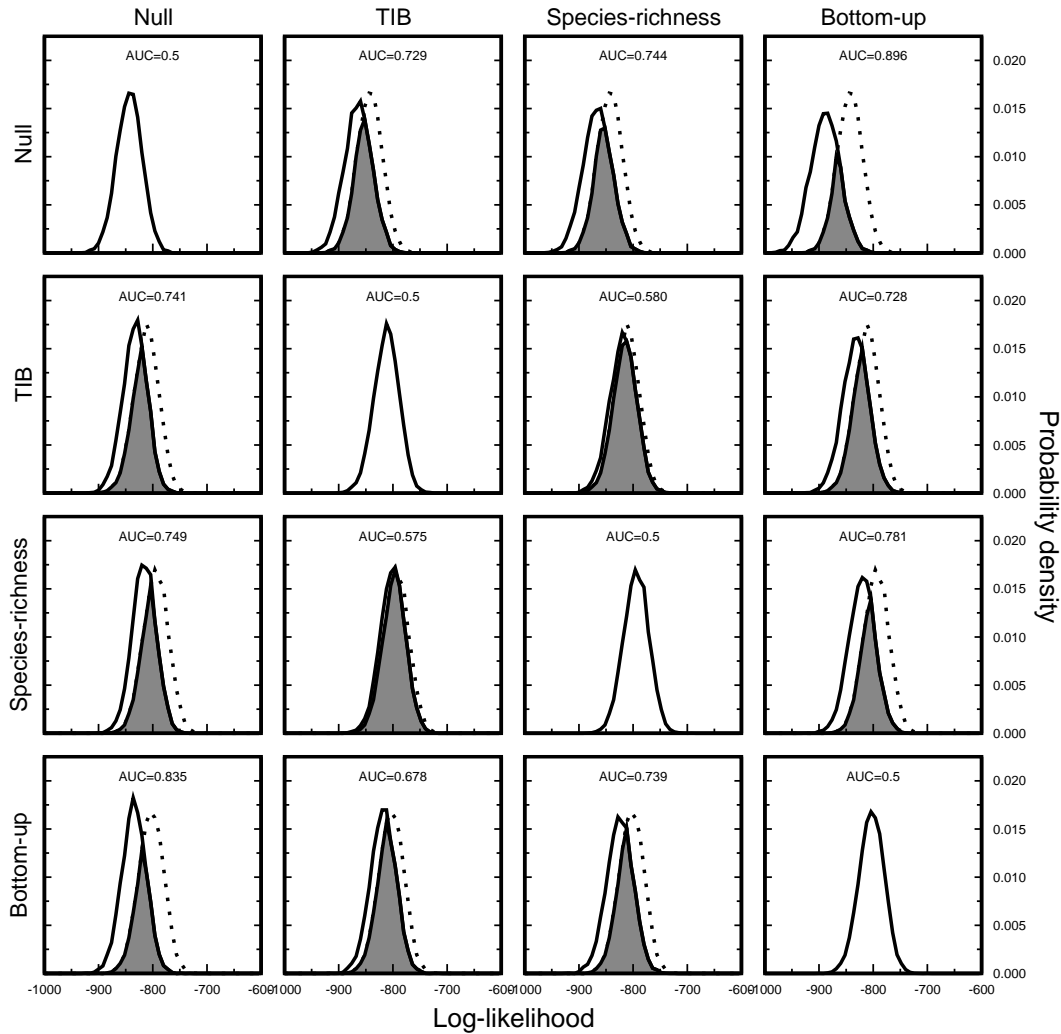 Null TIB Species-richness Bottom-up
Null
AUC=0.5 AUC=0.729 AUC=0.744 AUC=0.896
0.020
0.015
0.010
0.005
0.000
TIB
AUC=0.741 AUC=0.5 AUC=0.580 AUC=0.728
0.020
0.015
0.010
0.005
0.000
Species-richness
AUC=0.749 AUC=0.575 AUC=0.5 AUC=0.781
0.020
0.015
0.010
0.005
0.000
Bottom-up
AUC=0.835 AUC=0.678 AUC=0.739 AUC=0.5
0.020
0.015
0.010
0.005
0.000
Probability density
-1000 -900 -800 -700 -600 -1000 -900 -800 -700 -600 -1000 -900 -800 -700 -600 -1000 -900 -800 -700 -600
Log-likelihood